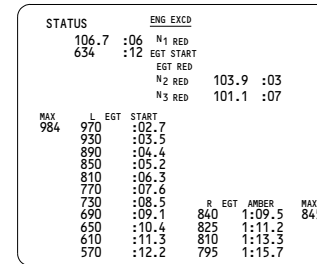 STATUS ENG EXCD
106.7 :06 N1 RED
634 :12 EGT START
EGT RED
N2 RED 103.9 :03
N3 RED 101.1 :07
MAX L EGT START
984 970 :02.7
930 :03.5
890 :04.4
850 :05.2
810 :06.3
770 :07.6
730 :08.5 R EGT AMBER MAX
690 :09.1 840 1:09.5
650 :10.4 825 1:11.2
610 :11.3 810 1:13.3
570 :12.2 795 1:15.7